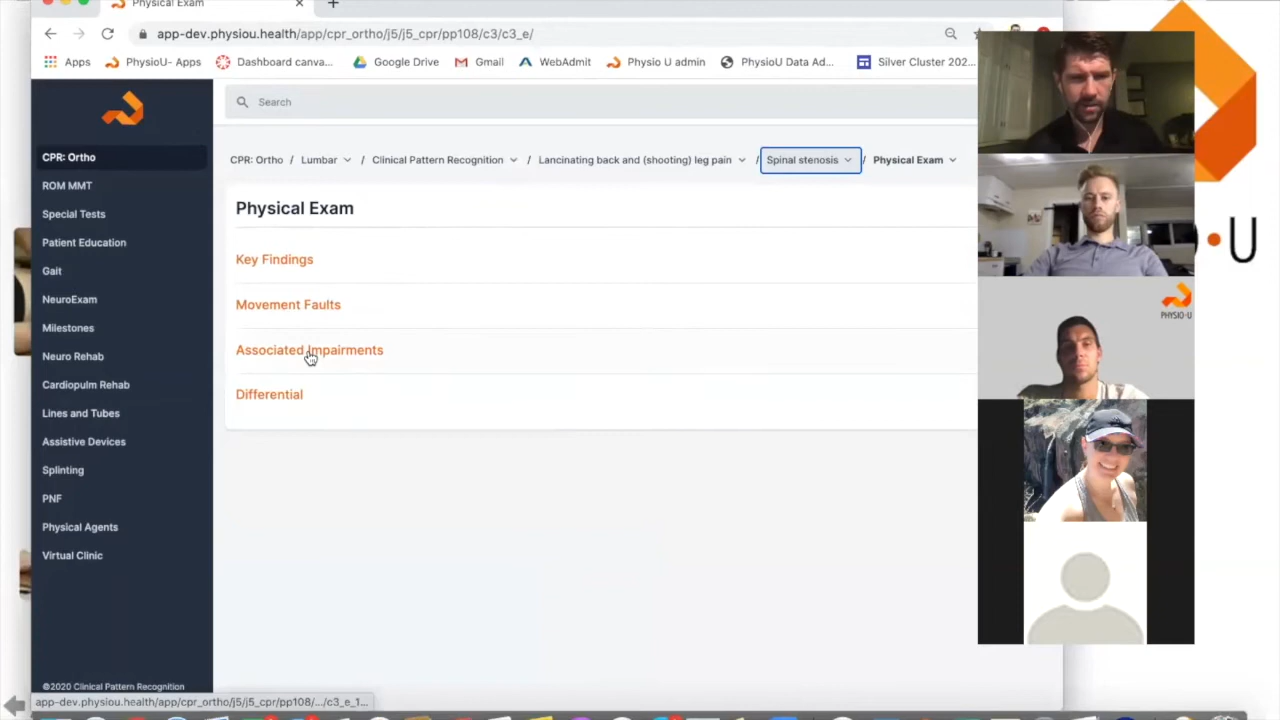 Physical Exam
app-dev.physiou.health/app/cpr_ortho/j5/j5_cpr/pp108/c3/c3_e/
Apps PhysioU- Apps Dashboard canva... Google Drive Gmail WebAdmit Physio U admin PhysioU Data Ad... Silver Cluster 202...
Search
CPR: Ortho / Lumbar / Clinical Pattern Recognition / Lancinating back and (shooting) leg pain / Spinal stenosis / Physical Exam
CPR: Ortho
ROM MMT
Special Tests
Patient Education
Gait
NeuroExam
Milestones
Neuro Rehab
Cardiopulm Rehab
Lines and Tubes
Assistive Devices
Splinting
PNF
Physical Agents
Virtual Clinic
©2020 Clinical Pattern Recognition
Physical Exam
Key Findings
Movement Faults
Associated Impairments
Differential
app-dev.physiou.health/app/cpr_ortho/j5/j5_cpr/pp108/.../c3_e_1...
PHYSIO•U
•U